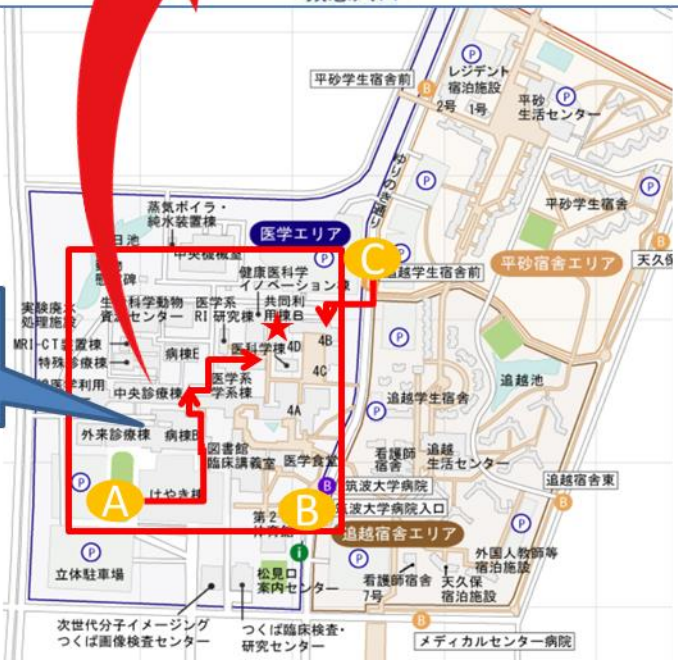 平砂学生宿舎前
B
P
レジデント
宿泊施設
2号 1号
平砂
P
生活センター
ゆりのき通り
P
平砂学生宿舎
P
B
平砂宿舎エリア
天久保
蒸気ボイラ・
純水装置棟
中央機械室
医学エリア
P
健康医科学
イノベーション棟
C
P
追越学生宿舎前
日池
実験廃水
処理施設
生命科学動物
資源センター
医学系
RI 研究棟
共同利
用棟B
MRI-CT装置棟
特殊診療棟
病棟E
医科学棟
4D
4B
4C
4A
医学系
学系棟
中央診療棟
外来診療棟
病棟B
図書館
臨床講義室
医学食堂
P
追越池
P
追越学生宿舎
P
看護師
宿舎
追越
生活センター
追越宿舎東
B
P
A
けやき棟
B
B
筑波大学病院
筑波大学病院入口
追越宿舎エリア
P
P
外国人教師等
宿泊施設
第2
i
P
立体駐車場
松見口
案内センター
看護師宿舎
7号
天久保
宿泊施設
次世代分子イメージング
つくば画像検査センター
つくば臨床検査・
研究センター
B
メディカルセンター病院